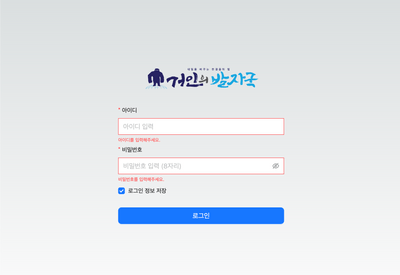 거인의 발자국
* 아이디
아이디 입력
아이디를 입력해주세요.
* 비밀번호
비밀번호 입력 (8자리)
비밀번호를 입력해주세요.
로그인 정보 저장
로그인